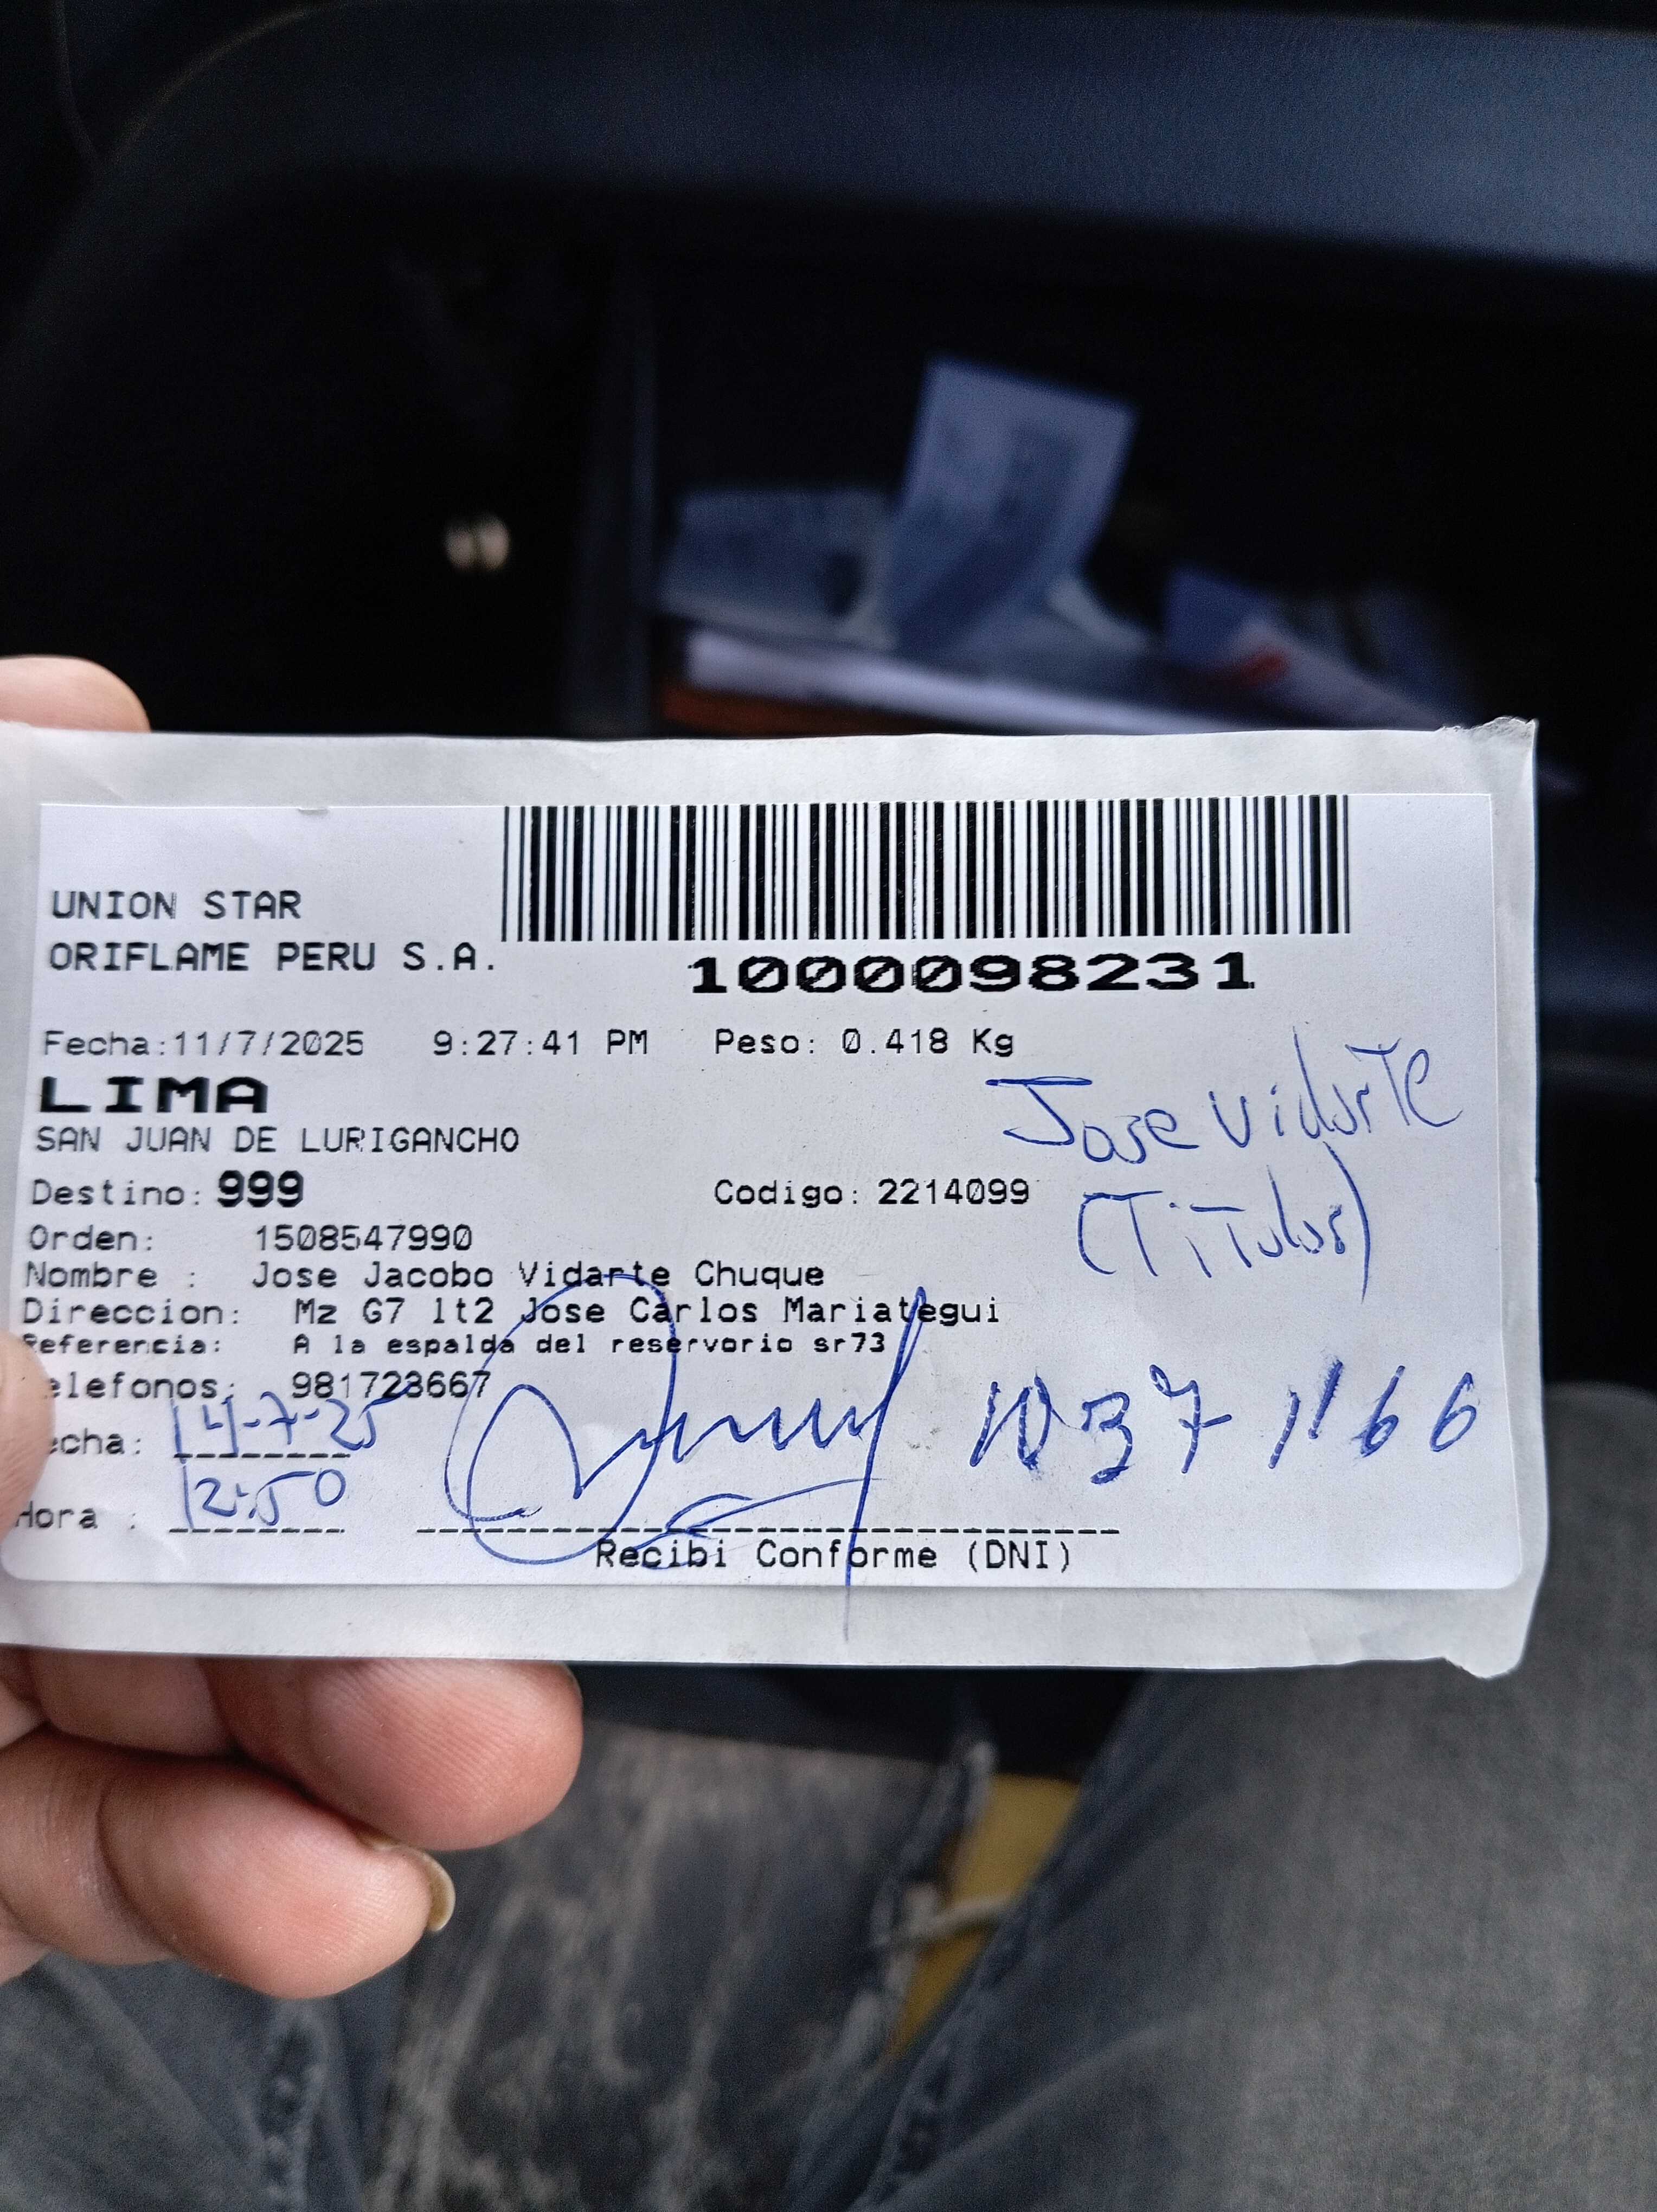 UNION STAR
ORIFLAME PERU S.A.
1000098231
Fecha:11/7/2025 9:27:41 PM Peso: 0.418 Kg
LIMA
Jose Vidarte
SAN JUAN DE LURIGANCHO
Destino: 999 Codigo: 2214099
(Titular)
Orden: 1508547990
Nombre : Jose Jacobo Vidarte Chuque
Direccion: Mz G7 lt2 Jose Carlos Mariategui
Referencia: A la espalda del reservorio sr73
elefonos: 981723667
echa: 14-7-25
Hora : 12:50
Recibi Conforme (DNI)